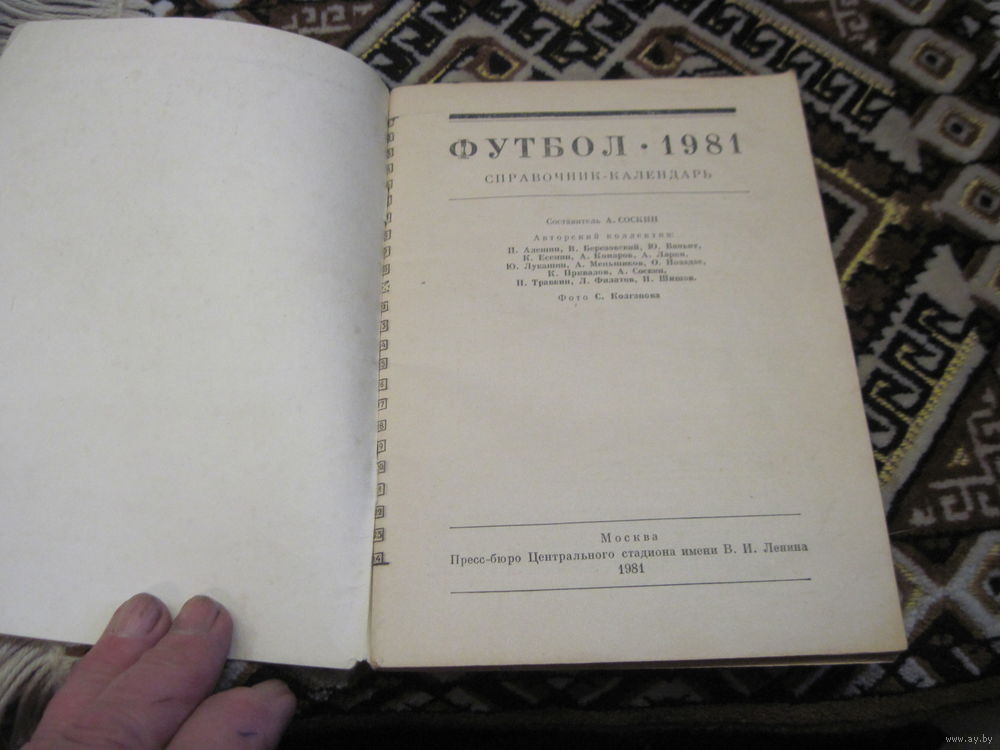 ФУТБОЛ · 1981
СПРАВОЧНИК-КАЛЕНДАРЬ
Составитель А. СОСКИН
Авторский коллектив:
П. Алешин, В. Березовский, Ю. Ваньят,
К. Есенин, А. Комаров, А. Ларин,
Ю. Лукашин, А. Меньшиков, О. Иоладзе,
К. Привалов, А. Соскин,
Н. Травкин, Л. Филатов, И. Шишов.
Фото С. Колганова
Москва
Пресс-бюро Центрального стадиона имени В. И. Ленина
1981
www.ay.by